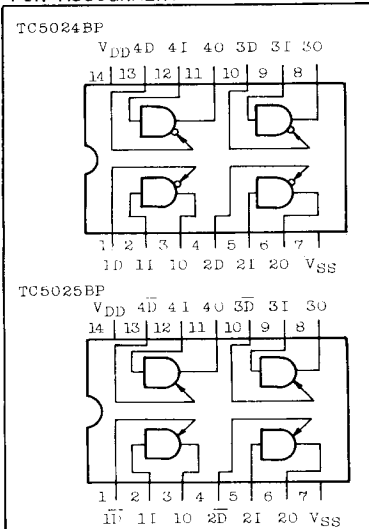 TC5024BP
VDD 4D 4I 4O 3D 3I 3O
14 13 12 11 10 9 8
1 2 3 4 5 6 7
1D 1I 1O 2D 2I 2O VSS
TC5025BP
VDD 4D̅ 4I 4O 3D̅ 3I 3O
14 13 12 11 10 9 8
1 2 3 4 5 6 7
1D̅ 1I 1O 2D̅ 2I 2O VSS